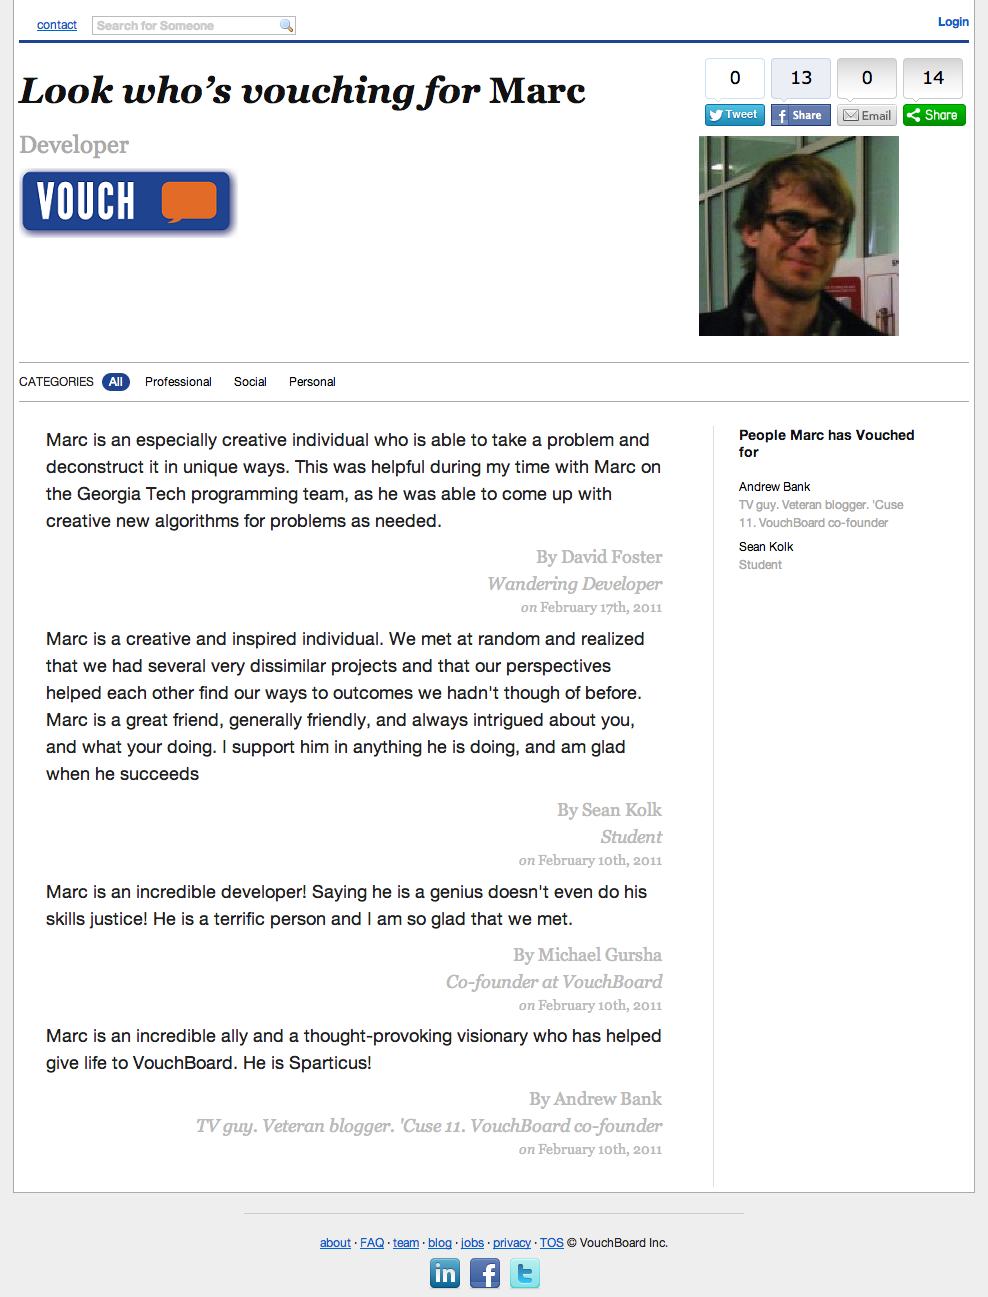 contact
Search for Someone
Login
Look who's vouching for Marc
0 13 0 14
Tweet Share Email Share
Developer
VOUCH
CATEGORIES All Professional Social Personal
Marc is an especially creative individual who is able to take a problem and
deconstruct it in unique ways. This was helpful during my time with Marc on
the Georgia Tech programming team, as he was able to come up with
creative new algorithms for problems as needed.
By David Foster
Wandering Developer
on February 17th, 2011
Marc is a creative and inspired individual. We met at random and realized
that we had several very dissimilar projects and that our perspectives
helped each other find our ways to outcomes we hadn't though of before.
Marc is a great friend, generally friendly, and always intrigued about you,
and what your doing. I support him in anything he is doing, and am glad
when he succeeds
By Sean Kolk
Student
on February 10th, 2011
Marc is an incredible developer! Saying he is a genius doesn't even do his
skills justice! He is a terrific person and I am so glad that we met.
By Michael Gursha
Co-founder at VouchBoard
on February 10th, 2011
Marc is an incredible ally and a thought-provoking visionary who has helped
give life to VouchBoard. He is Sparticus!
By Andrew Bank
TV guy. Veteran blogger. 'Cuse 11. VouchBoard co-founder
on February 10th, 2011
People Marc has Vouched
for
Andrew Bank
TV guy. Veteran blogger. 'Cuse
11. VouchBoard co-founder
Sean Kolk
Student
about · FAQ · team · blog · jobs · privacy · TOS © VouchBoard Inc.
in f t